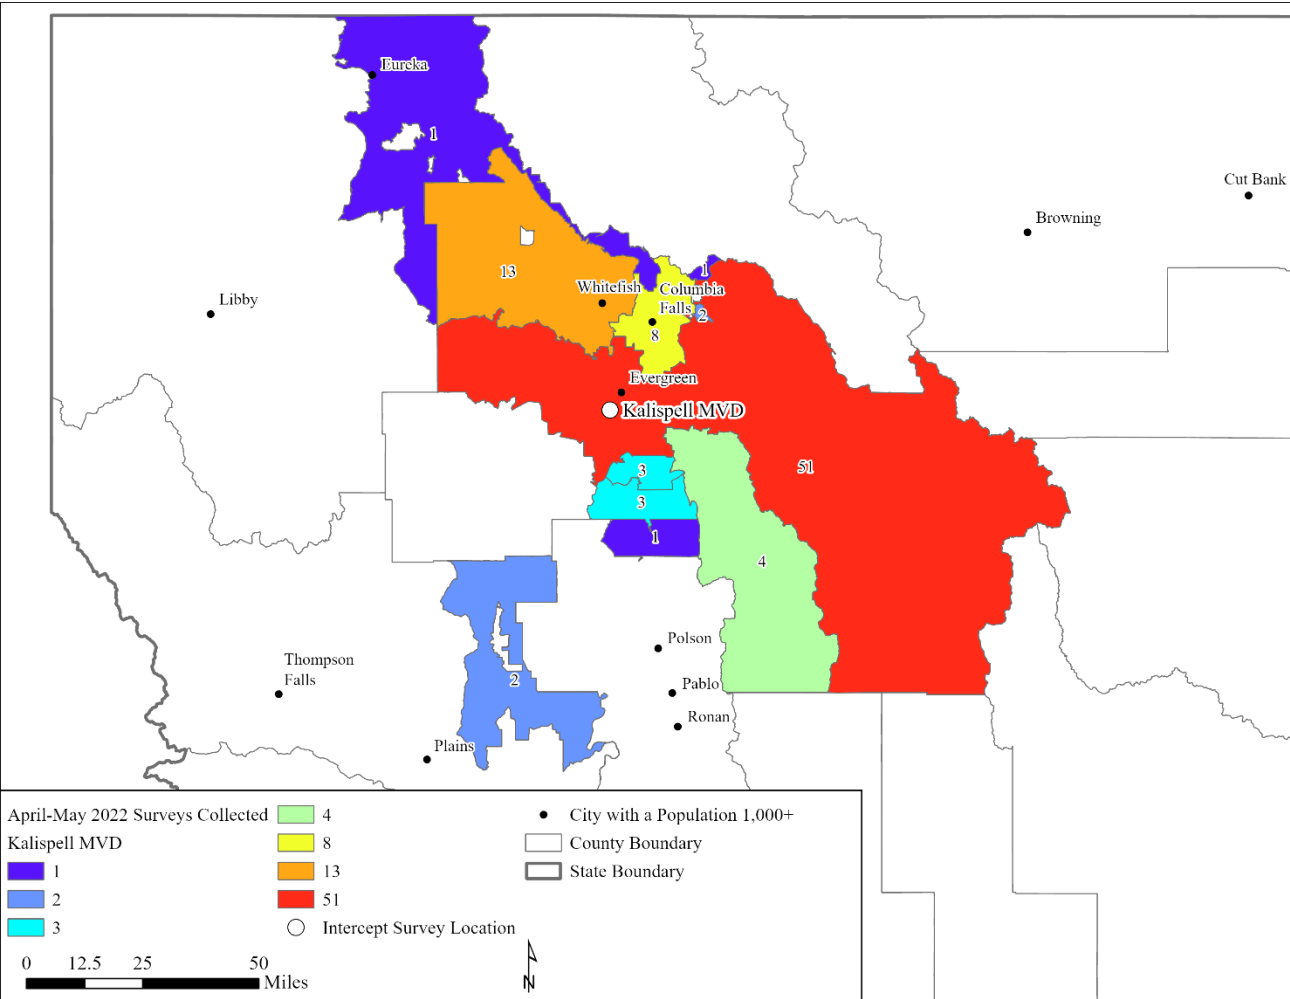 Eureka
1
Cut Bank
Browning
13
1
Whitefish
Columbia
Falls
2
Libby
8
Evergreen
Kalispell MVD
51
3
3
1
4
Polson
Thompson
Falls
2
Pablo
Ronan
Plains
April-May 2022 Surveys Collected
Kalispell MVD
1
2
3
4
8
13
51
Intercept Survey Location
City with a Population 1,000+
County Boundary
State Boundary
0 12.5 25 50
Miles
N